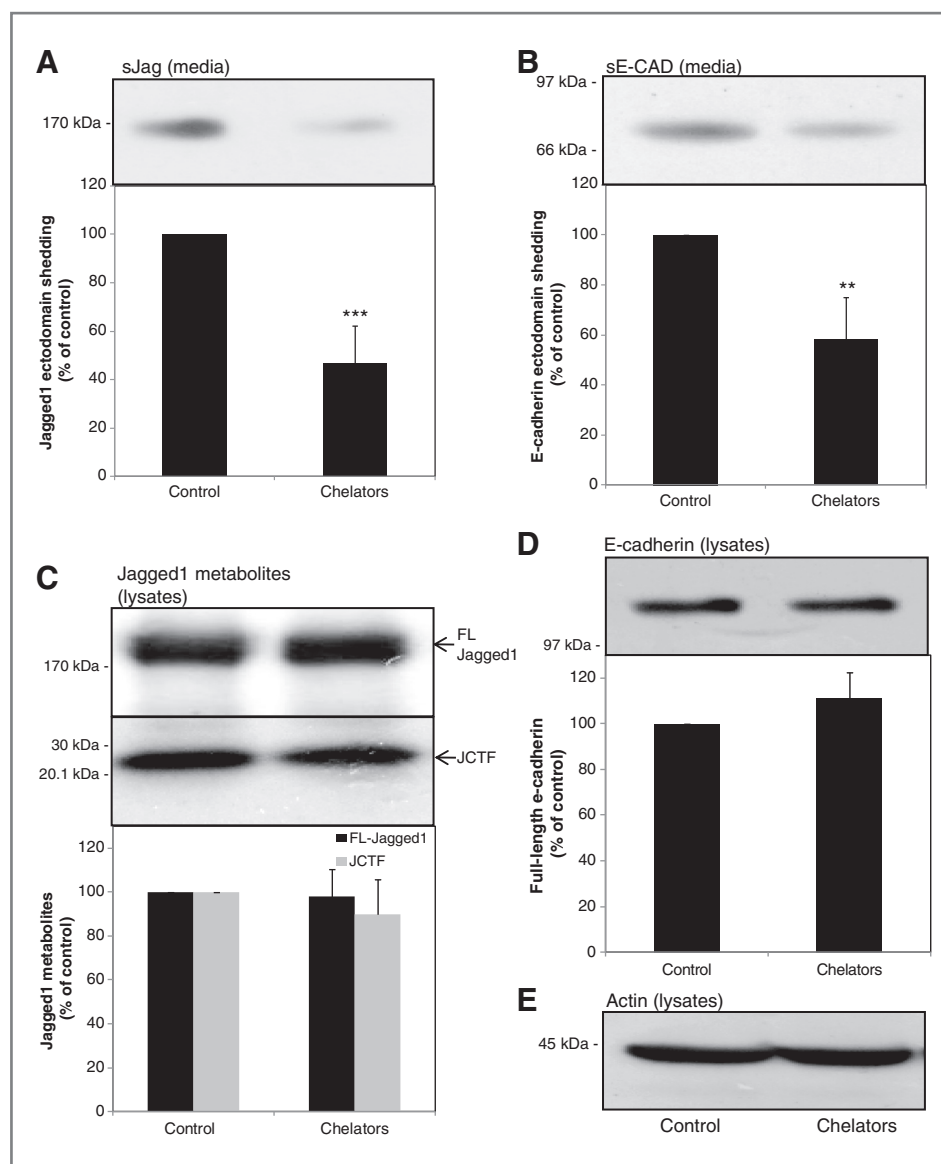 A
sJag (media)
170 kDa -
120
100
80
60
40
20
0
Jagged1 ectodomain shedding
(% of control)
***
Control
Chelators
B
sE-CAD (media)
97 kDa -
66 kDa -
120
100
80
60
40
20
0
E-cadherin ectodomain shedding
(% of control)
**
Control
Chelators
C
Jagged1 metabolites
(lysates)
FL
Jagged1
170 kDa -
30 kDa -
20.1 kDa -
JCTF
FL-Jagged1
JCTF
120
100
80
60
40
20
0
Jagged1 metabolites
(% of control)
Control
Chelators
D
E-cadherin (lysates)
97 kDa -
120
100
80
60
40
20
0
Full-length e-cadherin
(% of control)
Control
Chelators
E
Actin (lysates)
45 kDa -
Control
Chelators